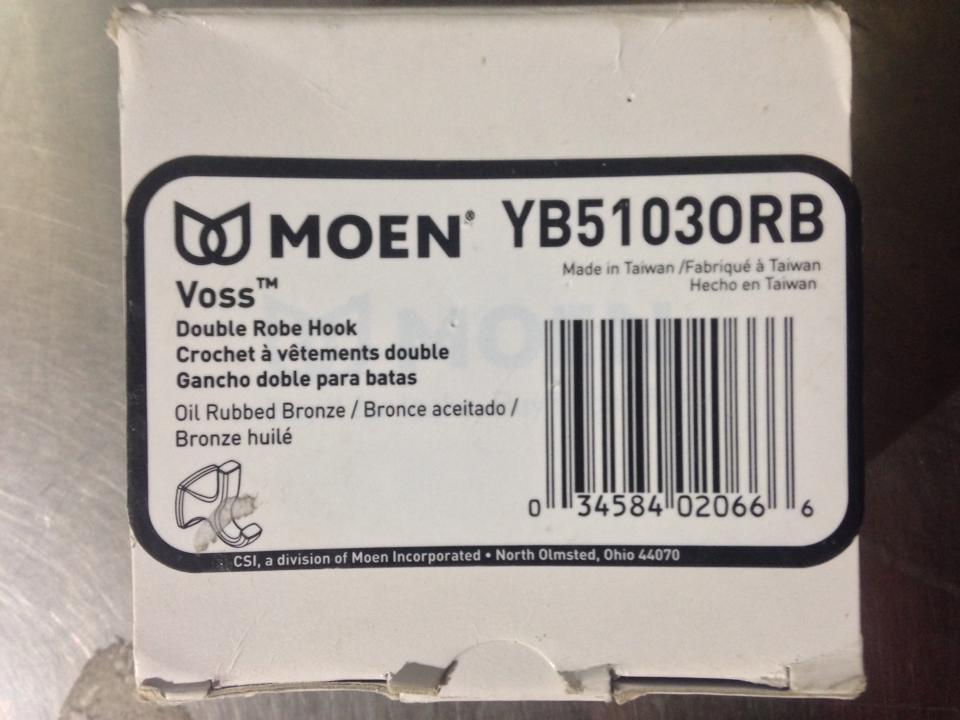 MOEN® YB5103ORB
Made in Taiwan /Fabriqué à Taiwan
Hecho en Taiwan
Voss™
Double Robe Hook
Crochet à vêtements double
Gancho doble para batas
Oil Rubbed Bronze / Bronce aceitado /
Bronze huilé
0 34584 02066 6
CSI, a division of Moen Incorporated • North Olmsted, Ohio 44070
MOEN